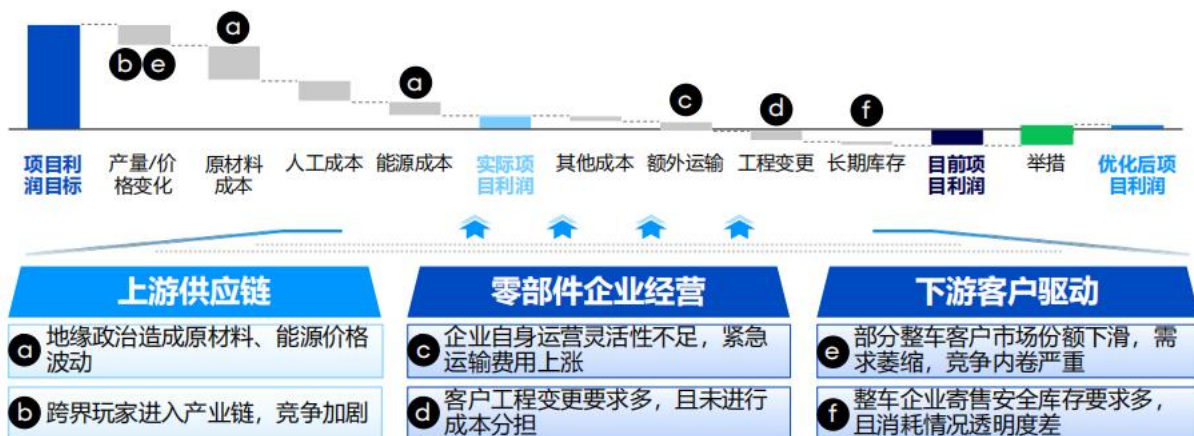 a
b e
a
c
d
f
项目利
润目标
产量/价
格变化
原材料
成本
人工成本
能源成本
实际项
目利润
其他成本
额外运输
工程变更
长期库存
目前项
目利润
举措
优化后项
目利润
上游供应链
a 地缘政治造成原材料、能源价格
波动
b 跨界玩家进入产业链，竞争加剧
零部件企业经营
c 企业自身运营灵活性不足，紧急
运输费用上涨
d 客户工程变更要求多，且未进行
成本分担
下游客户驱动
e 部分整车客户市场份额下滑，需
求萎缩，竞争内卷严重
f 整车企业寄售安全库存要求多，
且消耗情况透明度差